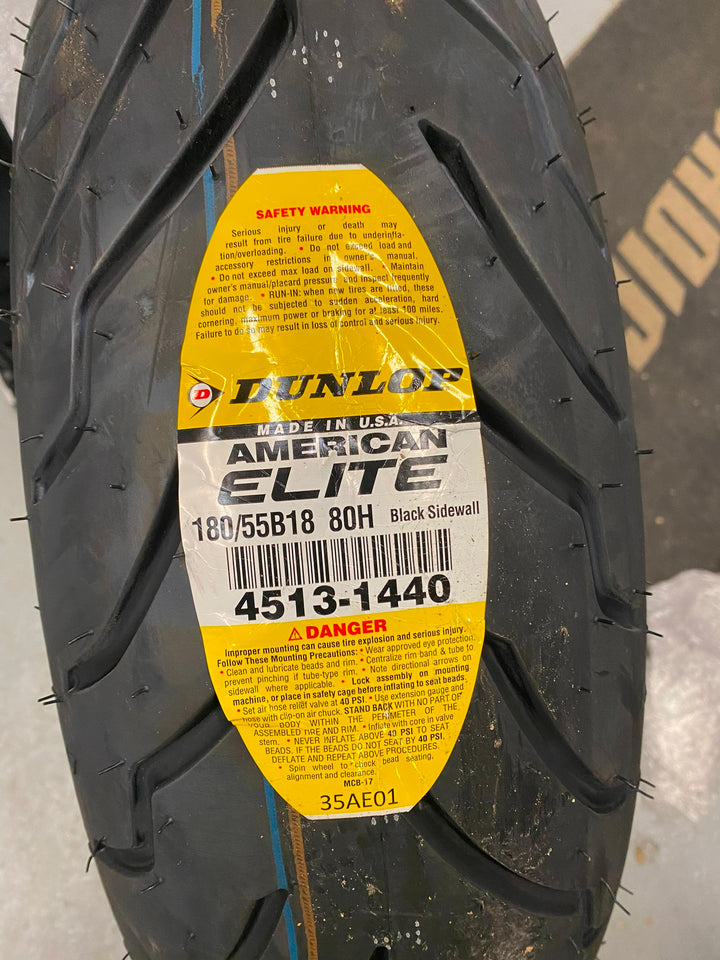 SAFETY WARNING
Serious injury or death may
result from tire failure due to underinfla-
tion/overloading. • Do not exceed load and
accessory restrictions in owner's manual.
• Do not exceed max load on sidewall. • Maintain
owner's manual/placard pressure and inspect frequently
for damage. • RUN-IN: when new tires are fitted, these
should not be subjected to sudden acceleration, hard
cornering, maximum power or braking for at least 100 miles.
Failure to do so may result in loss of control and serious injury.
D DUNLOP
MADE IN U.S.A.
AMERICAN
ELITE
180/55B18 80H Black Sidewall
4513-1440
⚠ DANGER
Improper mounting can cause tire explosion and serious injury.
Follow These Mounting Precautions: • Wear approved eye protection.
• Clean and lubricate beads and rim. • Centralize rim band & tube to
prevent pinching if tube-type rim. • Note directional arrows on
sidewall where applicable. • Lock assembly on mounting
machine, or place in safety cage before inflating to seat beads.
• Set air hose relief valve at 40 PSI. • Use extension gauge and
hose with clip-on air chuck. STAND BACK WITH NO PART OF
YOUR BODY WITHIN THE PERIMETER OF THE
ASSEMBLED TIRE AND RIM. • Inflate with core in valve
stem. • NEVER INFLATE ABOVE 40 PSI TO SEAT
BEADS. IF THE BEADS DO NOT SEAT BY 40 PSI,
DEFLATE AND REPEAT ABOVE PROCEDURES.
• Spin wheel to check bead seating,
alignment and clearance.
MCB-17
35AE01